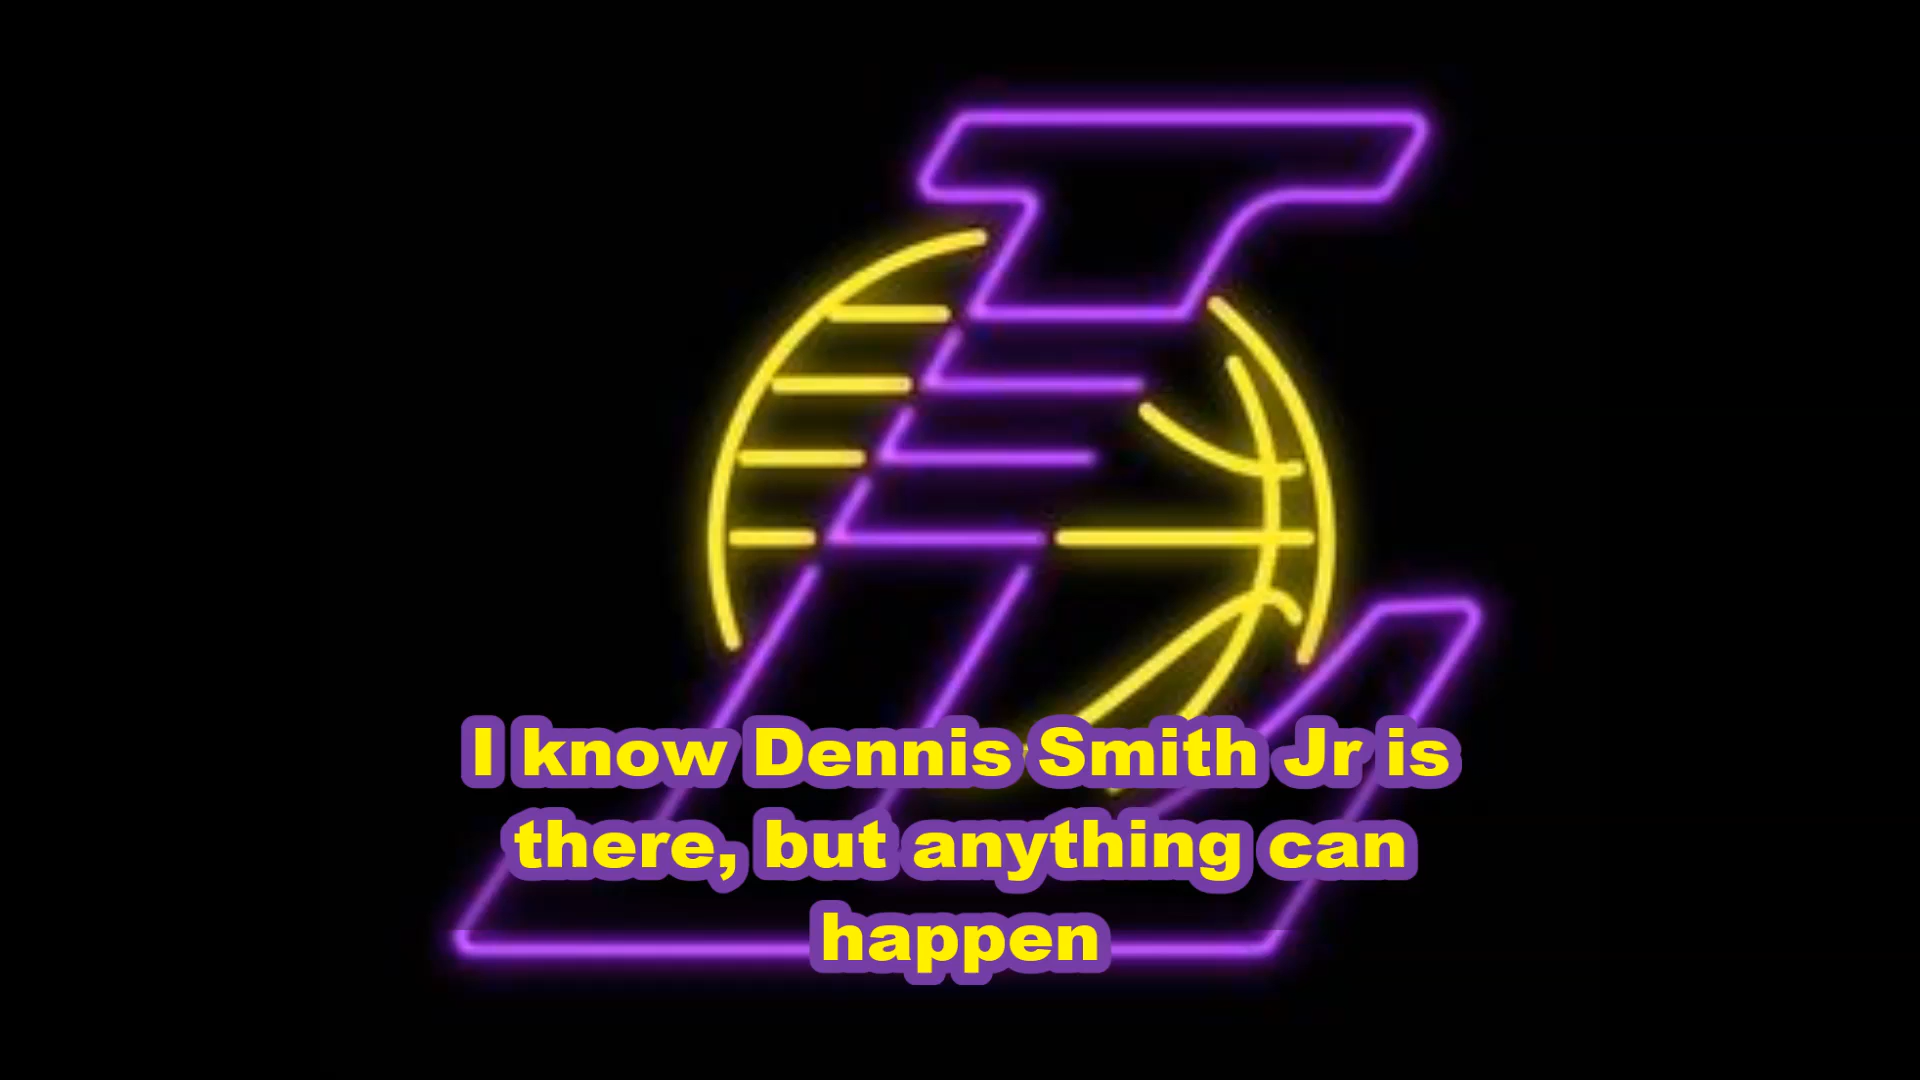 I know Dennis Smith Jr is
there, but anything can
happen